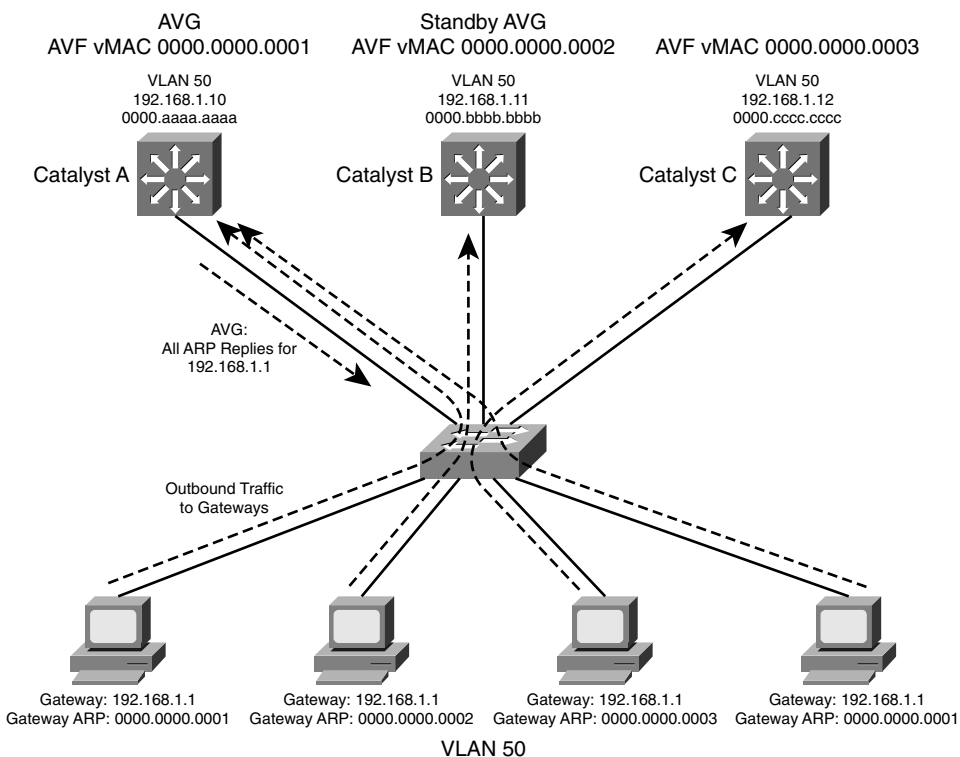 AVG
AVF vMAC 0000.0000.0001
Standby AVG
AVF vMAC 0000.0000.0002
AVF vMAC 0000.0000.0003
VLAN 50
192.168.1.10
0000.aaaa.aaaa
VLAN 50
192.168.1.11
0000.bbbb.bbbb
VLAN 50
192.168.1.12
0000.cccc.cccc
Catalyst A
Catalyst B
Catalyst C
AVG:
All ARP Replies for
192.168.1.1
Outbound Traffic
to Gateways
Gateway: 192.168.1.1
Gateway ARP: 0000.0000.0001
Gateway: 192.168.1.1
Gateway ARP: 0000.0000.0002
Gateway: 192.168.1.1
Gateway ARP: 0000.0000.0003
Gateway: 192.168.1.1
Gateway ARP: 0000.0000.0001
VLAN 50